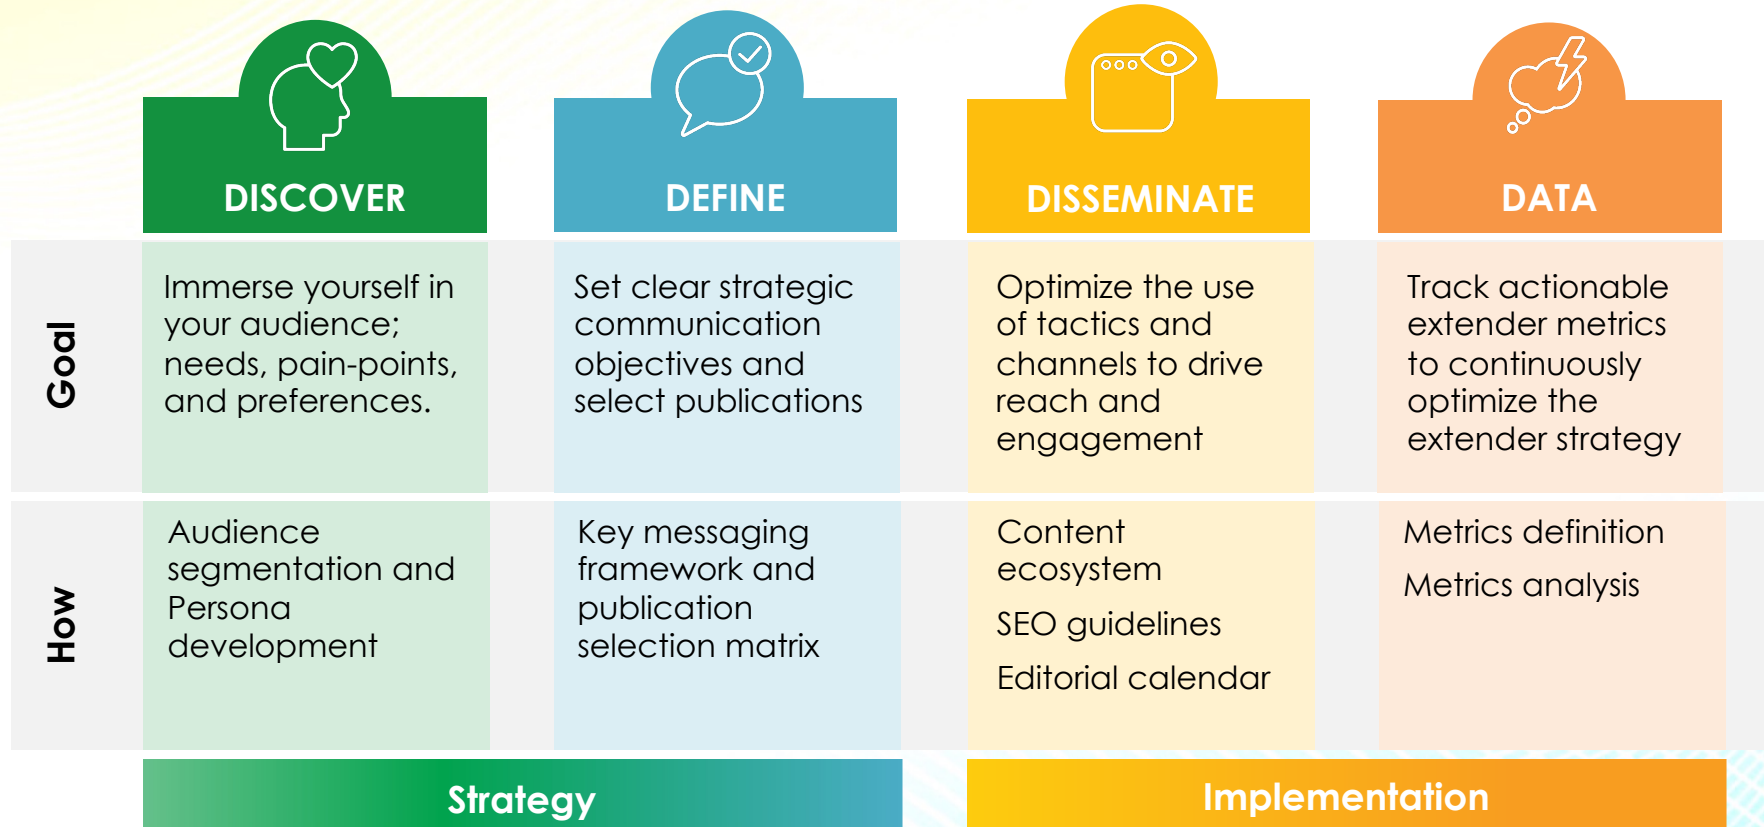 DISCOVER
DEFINE
DISSEMINATE
DATA
Goal
Immerse yourself in
your audience;
needs, pain-points,
and preferences.
Set clear strategic
communication
objectives and
select publications
Optimize the use
of tactics and
channels to drive
reach and
engagement
Track actionable
extender metrics
to continuously
optimize the
extender strategy
How
Audience
segmentation and
Persona
development
Key messaging
framework and
publication
selection matrix
Content
ecosystem
SEO guidelines
Editorial calendar
Metrics definition
Metrics analysis
Strategy
Implementation